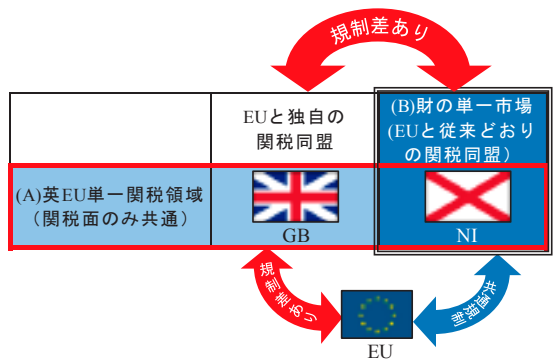 規制差あり
EUと独自の
関税同盟
(B)財の単一市場
(EUと従来どおり
の関税同盟）
(A)英EU単一関税領域
（関税面のみ共通）
GB
NI
規制差あり
共通規制
EU